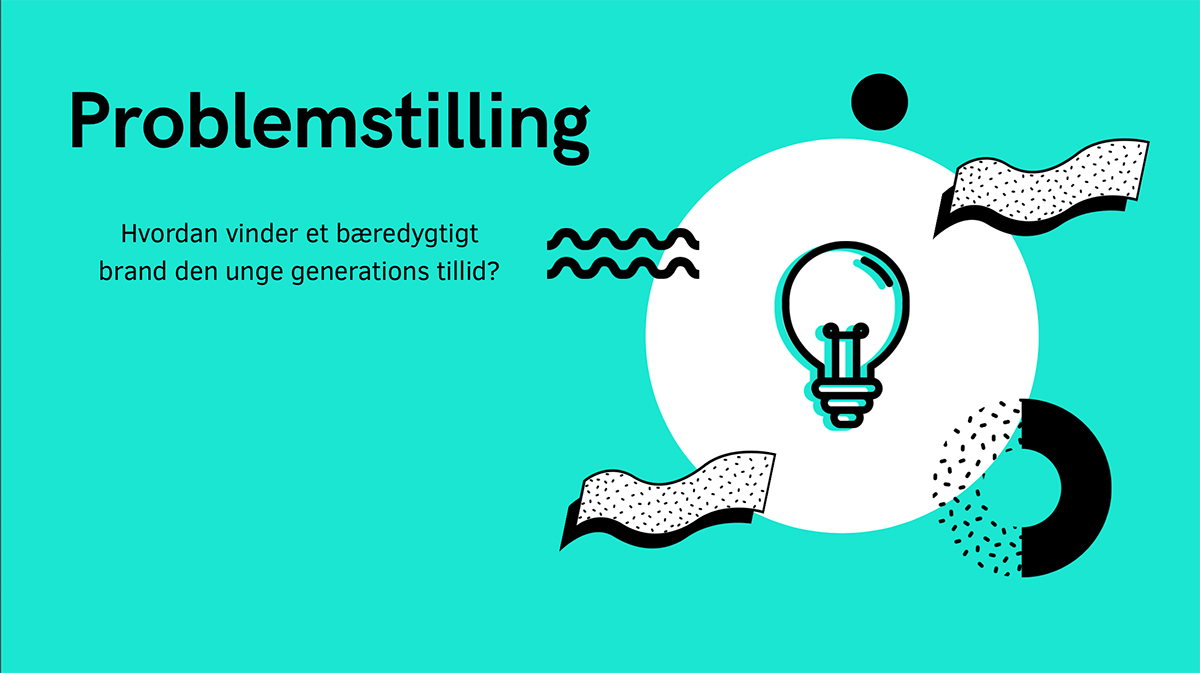 Problemstilling
Hvordan vinder et bæredygtigt
brand den unge generations tillid?